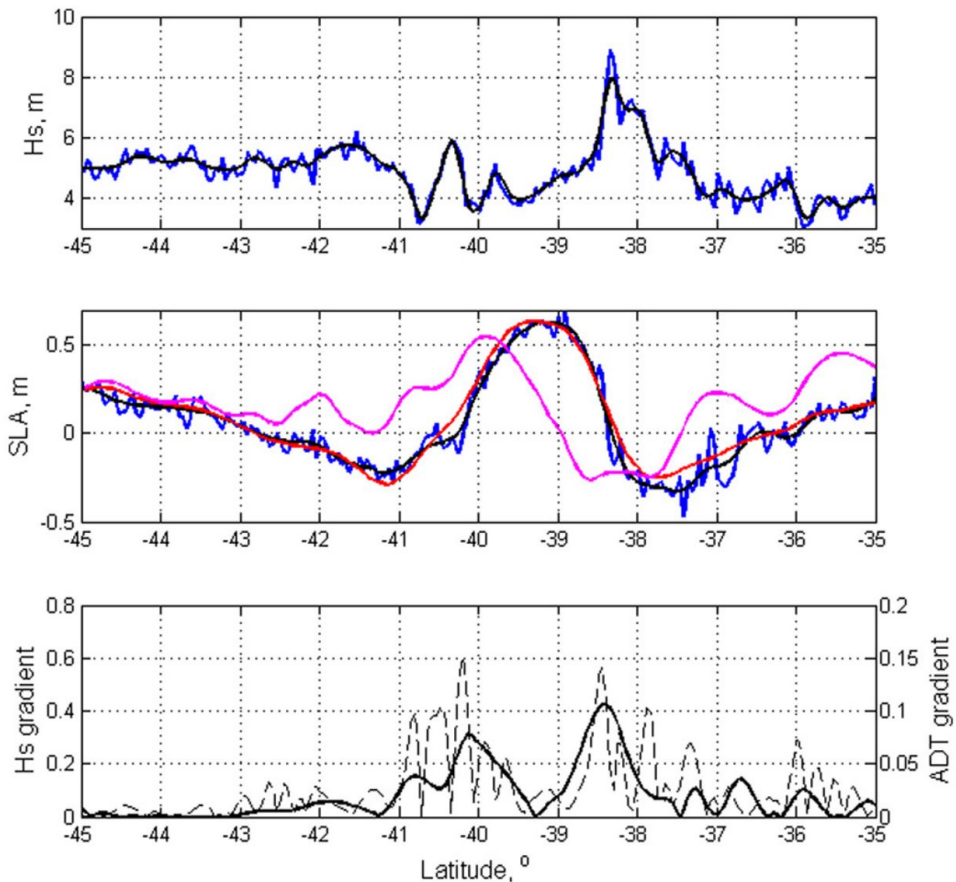 10
8
6
4
Hs, m
-45 -44 -43 -42 -41 -40 -39 -38 -37 -36 -35
0.5
0
-0.5
SLA, m
-45 -44 -43 -42 -41 -40 -39 -38 -37 -36 -35
0.8 0.2
0.6 0.15
0.4 0.1
0.2 0.05
0 0
Hs gradient
ADT gradient
-45 -44 -43 -42 -41 -40 -39 -38 -37 -36 -35
Latitude, °